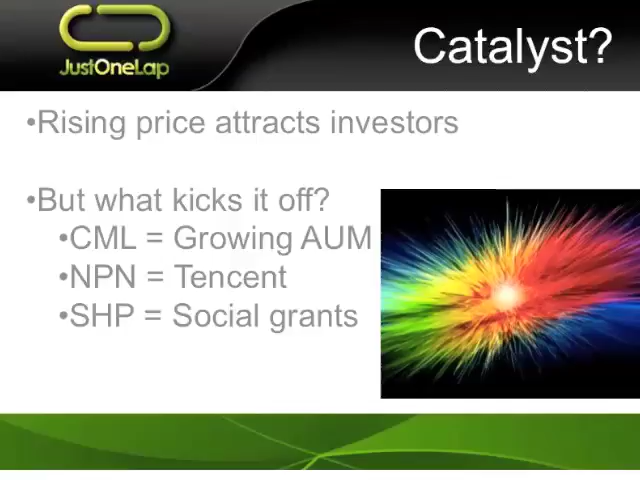 JustOneLap
Catalyst?
•Rising price attracts investors
•But what kicks it off?
•CML = Growing AUM
•NPN = Tencent
•SHP = Social grants